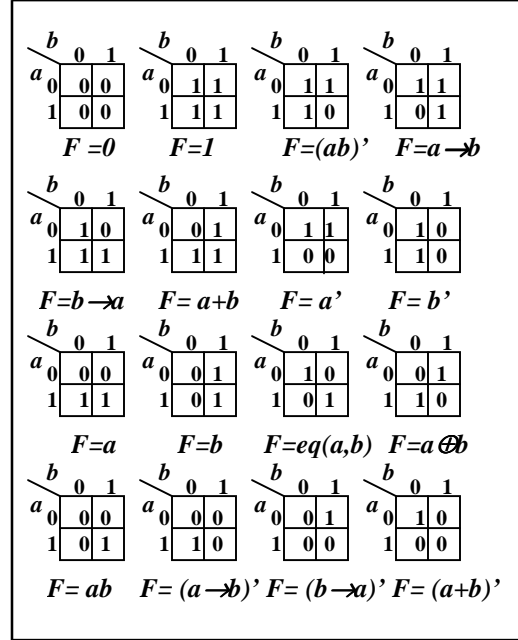 b b b b
0 1 0 1 0 1 0 1
a a a a
0 0 0 0 1 1 0 1 1 0 1 1
1 0 0 1 1 1 1 1 0 1 0 1
F =0 F=1 F=(ab)’ F=a→b
b b b b
0 1 0 1 0 1 0 1
a a a a
0 1 0 0 0 1 0 1 1 0 1 0
1 1 1 1 1 1 1 0 0 1 1 0
F=b→a F= a+b F= a’ F= b’
b b b b
0 1 0 1 0 1 0 1
a a a a
0 0 0 0 0 1 0 1 0 0 0 1
1 1 1 1 0 1 1 0 1 1 1 0
F=a F=b F=eq(a,b) F=a⊕b
b b b b
0 1 0 1 0 1 0 1
a a a a
0 0 0 0 0 0 0 0 1 0 1 0
1 0 1 1 1 0 1 0 0 1 0 0
F= ab F= (a→b)’ F= (b→a)’ F= (a+b)’